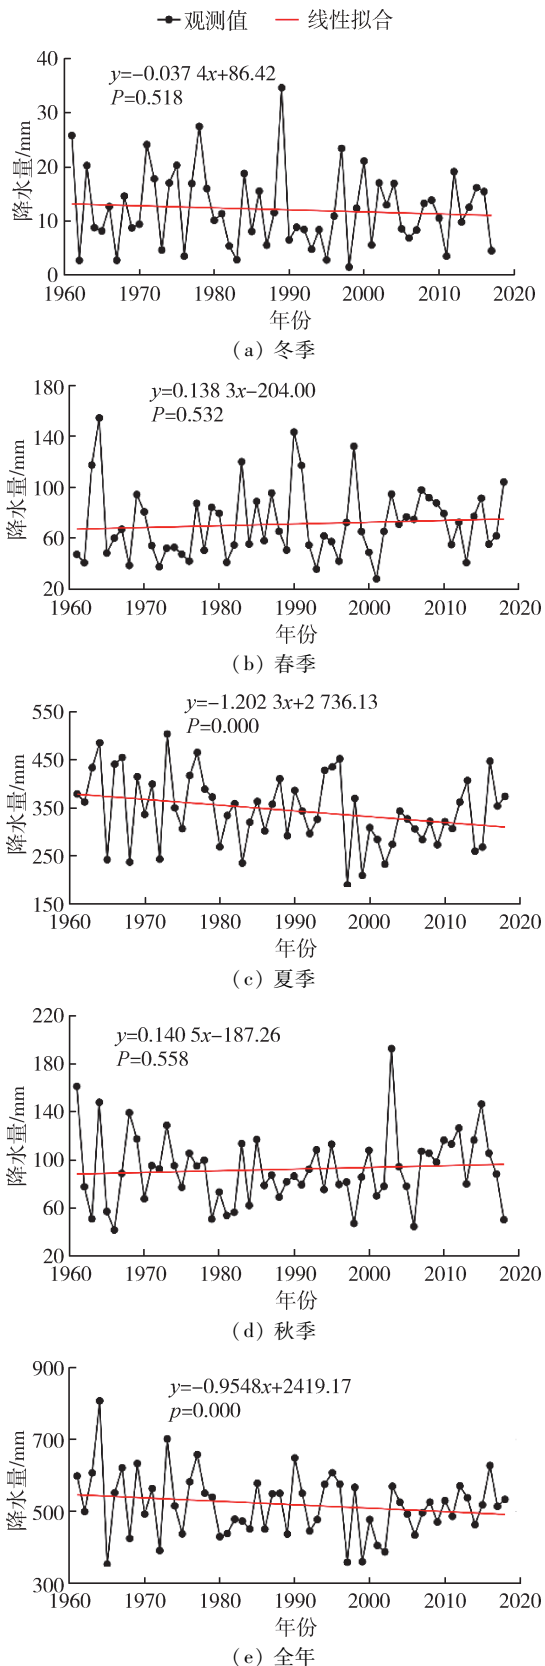 观测值 线性拟合
y=-0.037 4x+86.42
P=0.518
降水量/mm
40
30
20
10
0
1960 1970 1980 1990 2000 2010 2020
年份
(a) 冬季
y=0.138 3x-204.00
P=0.532
降水量/mm
180
140
100
60
20
1960 1970 1980 1990 2000 2010 2020
年份
(b) 春季
y=-1.202 3x+2 736.13
P=0.000
降水量/mm
550
450
350
250
150
1960 1970 1980 1990 2000 2010 2020
年份
(c) 夏季
y=0.140 5x-187.26
P=0.558
降水量/mm
220
180
140
100
60
20
1960 1970 1980 1990 2000 2010 2020
年份
(d) 秋季
y=-0.9548x+2419.17
p=0.000
降水量/mm
900
700
500
300
1960 1970 1980 1990 2000 2010 2020
年份
(e) 全年